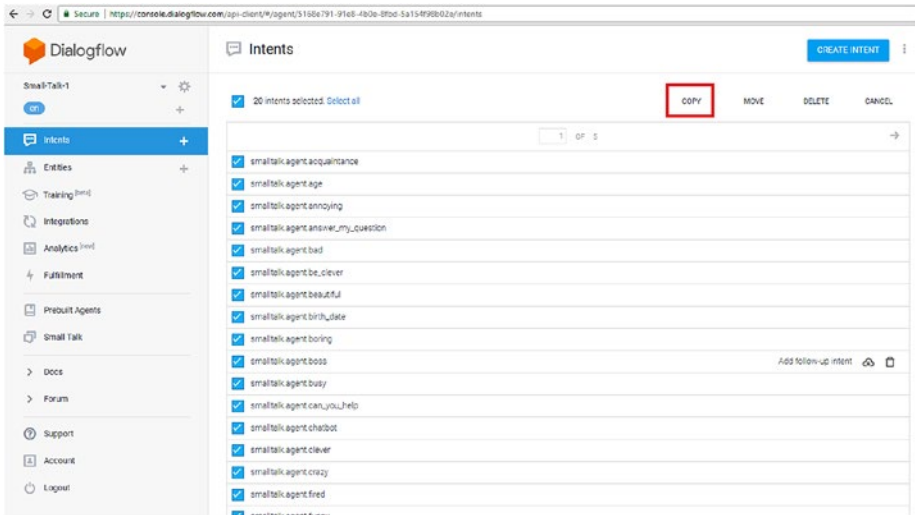 Secure | https://console.dialogflow.com/api-client/#/agent/5168e791-91e8-4b0e-8fbd-5a154f98b02a/intents
Dialogflow
Small-Talk-1
on
Intents
Entities
Training [beta]
Integrations
Analytics [new]
Fulfillment
Prebuilt Agents
Small Talk
Docs
Forum
Support
Account
Logout
Intents
CREATE INTENT
20 intents selected. Select all
COPY MOVE DELETE CANCEL
1 OF 5
smalltalk.agent.acquaintance
smalltalk.agent.age
smalltalk.agent.annoying
smalltalk.agent.answer_my_question
smalltalk.agent.bad
smalltalk.agent.be_clever
smalltalk.agent.beautiful
smalltalk.agent.birth_date
smalltalk.agent.boring
smalltalk.agent.boss Add follow-up intent
smalltalk.agent.busy
smalltalk.agent.can_you_help
smalltalk.agent.chatbot
smalltalk.agent.clever
smalltalk.agent.crazy
smalltalk.agent.fired